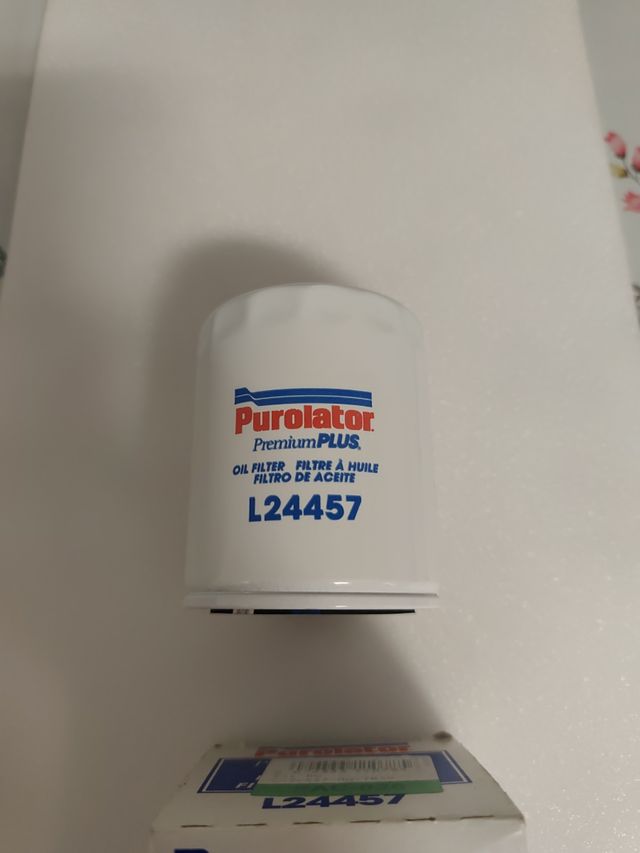 Purolator
PremiumPLUS®
OIL FILTER FILTRE À HUILE
FILTRO DE ACEITE
L24457
Purolator
L24457